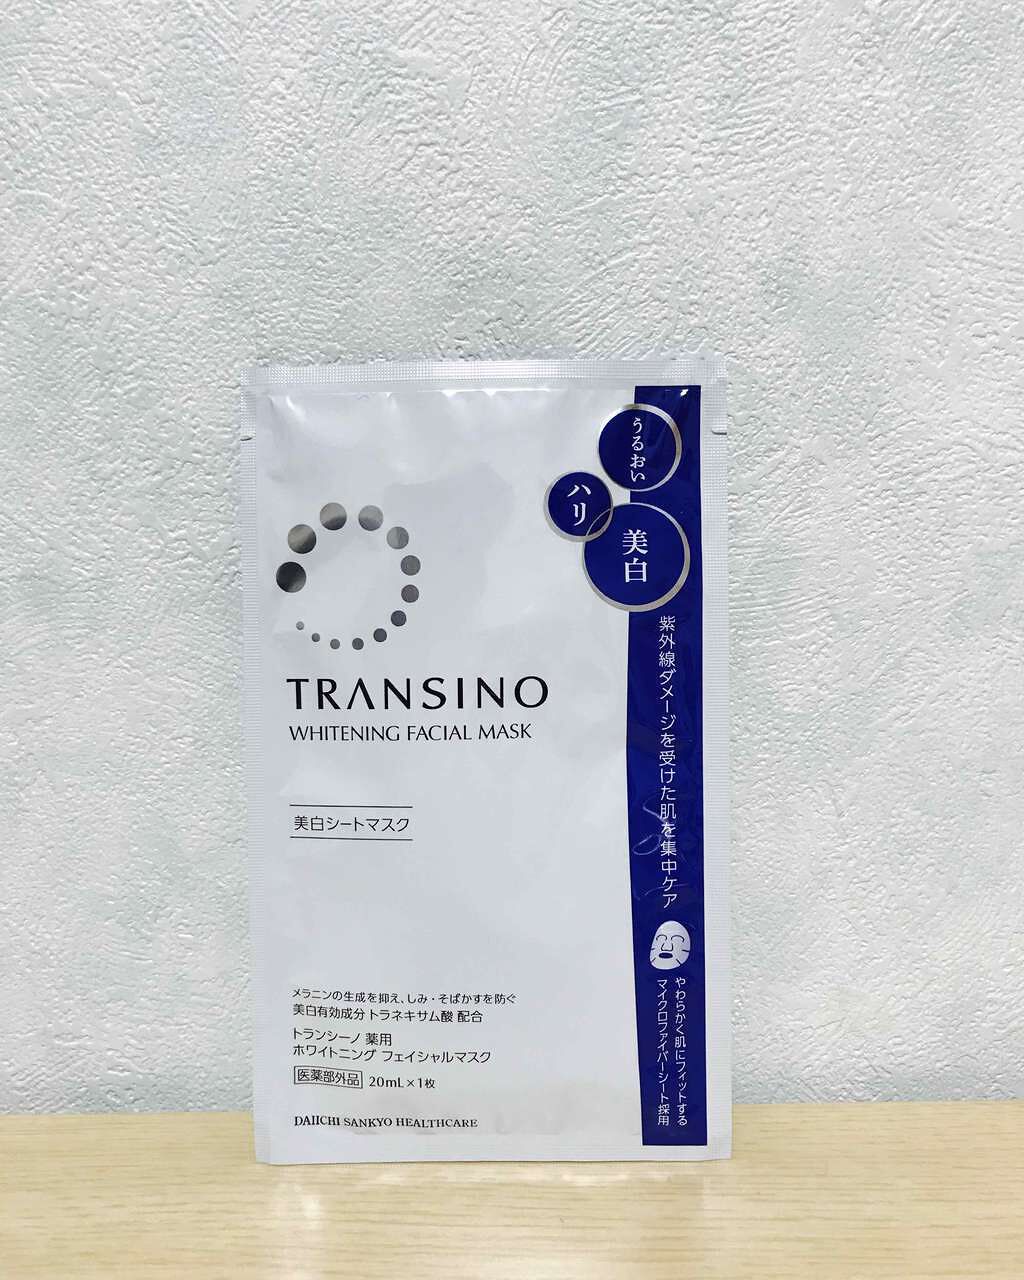 うるおい
ハリ
美白
TRANSINO
WHITENING FACIAL MASK
美白シートマスク
紫外線ダメージを受けた肌を集中ケア
やわらかく肌にフィットする
マイクロファイバーシート採用
メラニンの生成を抑え、しみ・そばかすを防ぐ
美白有効成分 トラネキサム酸 配合
トランシーノ 薬用
ホワイトニング フェイシャルマスク
医薬部外品 20mL×1枚
DAIICHI SANKYO HEALTHCARE